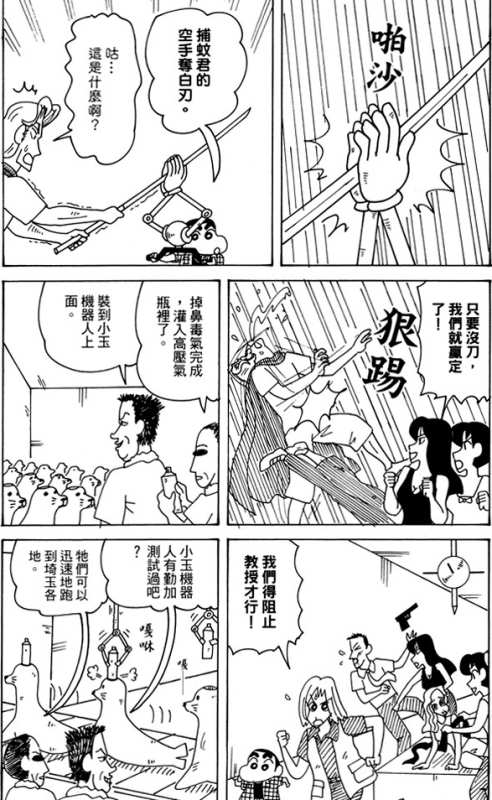 啪沙
捕蚊君的
空手奪白刃。
咕…
這是什麼啊？
只要沒刀，
我們就贏定
了！
狠踢
掉鼻毒氣完成
，灌入高壓氣
瓶裡了。
裝到小玉
機器人上
面。
我們得阻止
教授才行！
小玉機器
人有勤加
測試過吧
？
嘎咻
嘎
牠們可以
迅速地跑
到埼玉各
地。